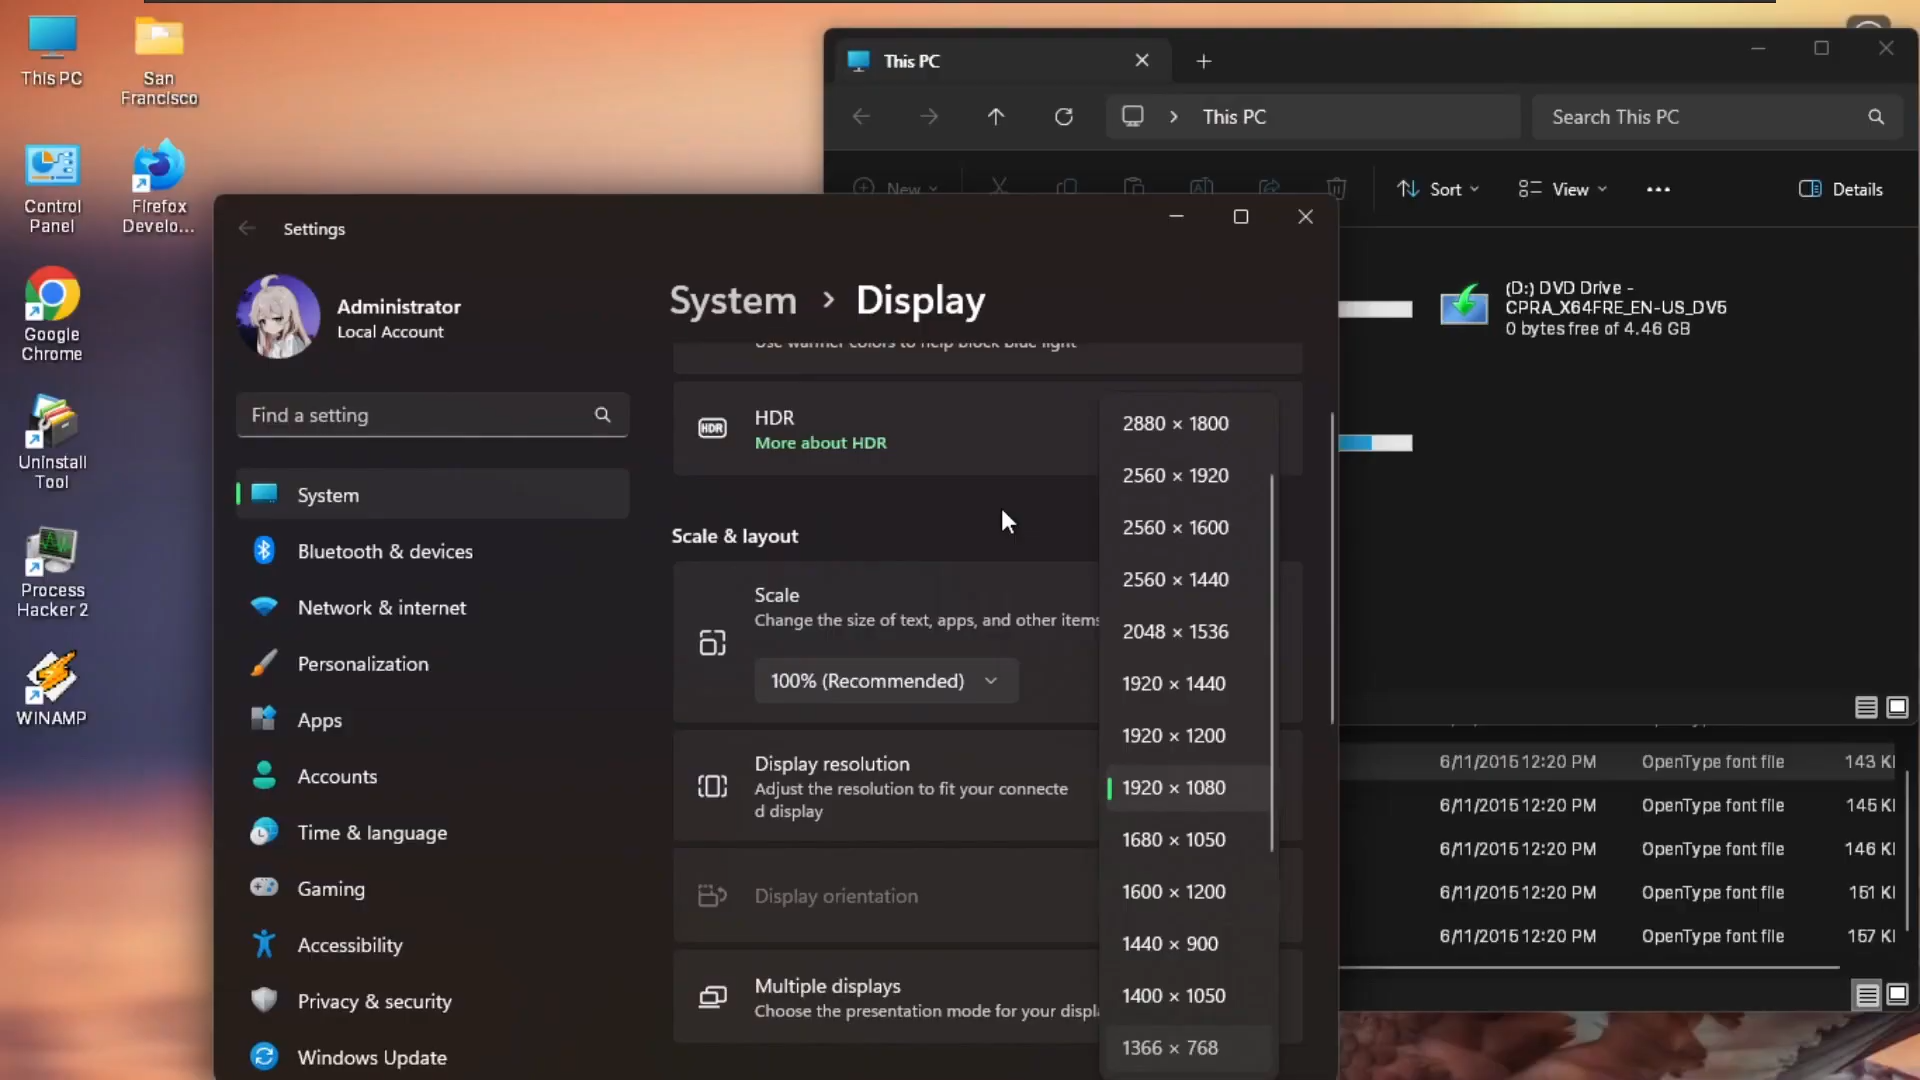 This PC
San
Francisco
Control
Panel
Firefox
Develo...
Google
Chrome
Uninstall
Tool
Process
Hacker 2
WINAMP
This PC
This PC
Search This PC
New
Sort
View
Details
(D:) DVD Drive -
CPRA_X64FRE_EN-US_DV5
0 bytes free of 4.46 GB
Settings
Administrator
Local Account
Find a setting
System
Bluetooth & devices
Network & internet
Personalization
Apps
Accounts
Time & language
Gaming
Accessibility
Privacy & security
Windows Update
System › Display
Use warmer colors to help block blue light
HDR
HDR
More about HDR
Scale & layout
Scale
Change the size of text, apps, and other items
100% (Recommended)
Display resolution
Adjust the resolution to fit your connecte
d display
Display orientation
Multiple displays
Choose the presentation mode for your displ
2880 × 1800
2560 × 1920
2560 × 1600
2560 × 1440
2048 × 1536
1920 × 1440
1920 × 1200
1920 × 1080
1680 × 1050
1600 × 1200
1440 × 900
1400 × 1050
1366 × 768
6/11/2015 12:20 PM OpenType font file 143 K
6/11/2015 12:20 PM OpenType font file 145 K
6/11/2015 12:20 PM OpenType font file 146 K
6/11/2015 12:20 PM OpenType font file 151 K
6/11/2015 12:20 PM OpenType font file 157 K